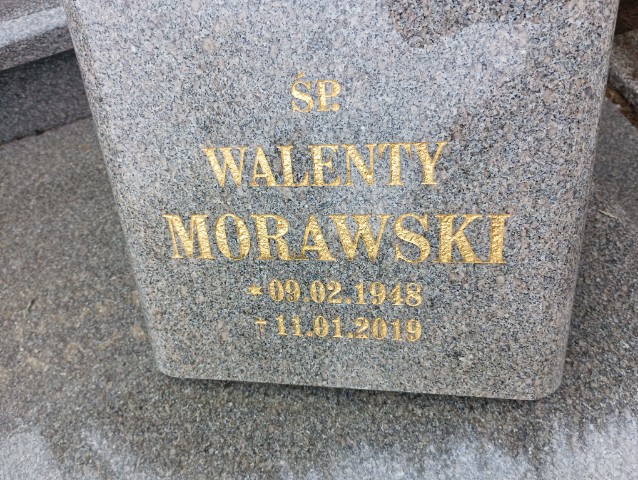 ŚP.
WALENTY
MORAWSKI
* 09.02.1948
† 11.01.2019